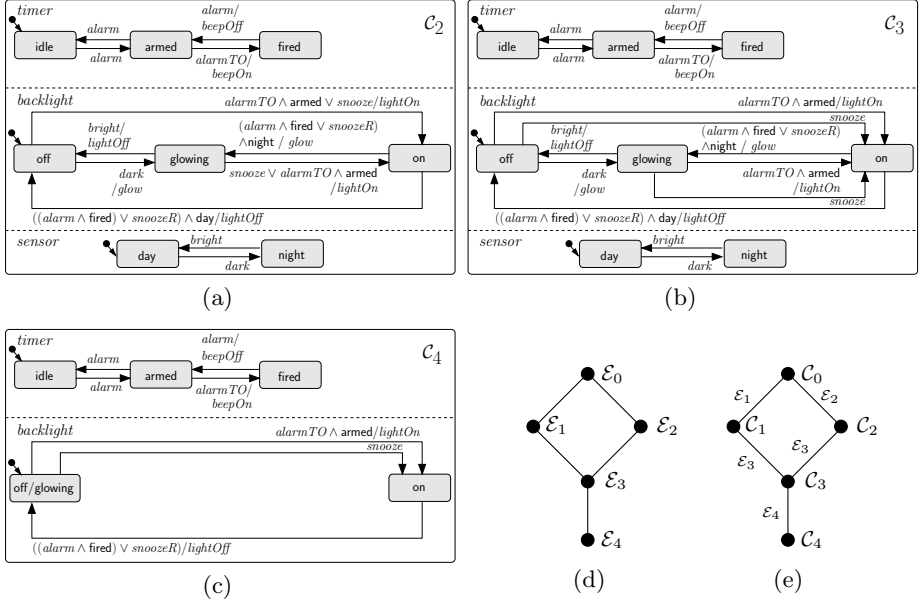 timer
C2
alarm
alarm/
beepOff
idle
armed
fired
alarm
alarmTO/
beepOn
backlight
alarmTO ∧ armed ∨ snooze/lightOn
bright/
lightOff
(alarm ∧ fired ∨ snoozeR)
∧night / glow
off
glowing
on
dark
/glow
snooze ∨ alarmTO ∧ armed
/lightOn
((alarm ∧ fired) ∨ snoozeR) ∧ day/lightOff
sensor
bright
day
night
dark
(a)
timer
C3
alarm
alarm/
beepOff
idle
armed
fired
alarm
alarmTO/
beepOn
backlight
alarmTO ∧ armed/lightOn
snooze
bright/
lightOff
(alarm ∧ fired ∨ snoozeR)
∧night / glow
off
glowing
on
dark
/glow
alarmTO ∧ armed
/lightOn
snooze
((alarm ∧ fired) ∨ snoozeR) ∧ day/lightOff
sensor
bright
day
night
dark
(b)
timer
C4
alarm
alarm/
beepOff
idle
armed
fired
alarm
alarmTO/
beepOn
backlight
alarmTO ∧ armed/lightOn
snooze
off/glowing
on
((alarm ∧ fired) ∨ snoozeR)/lightOff
(c)
ℰ0
ℰ1
ℰ2
ℰ3
ℰ4
(d)
C0
ℰ1
ℰ2
C1
C2
ℰ3
ℰ3
C3
ℰ4
C4
(e)